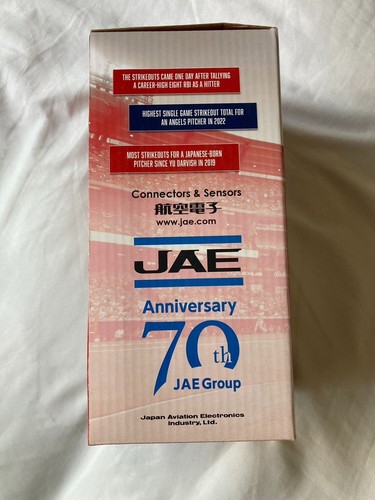 THE STRIKEOUTS CAME ONE DAY AFTER TALLYING
A CAREER-HIGH EIGHT RBI AS A HITTER
HIGHEST SINGLE GAME STRIKEOUT TOTAL FOR
AN ANGELS PITCHER IN 2022
MOST STRIKEOUTS FOR A JAPANESE-BORN
PITCHER SINCE YU DARVISH IN 2019
Connectors & Sensors
航空電子
www.jae.com
JAE
Anniversary
70th
JAE Group
Japan Aviation Electronics
Industry, Ltd.